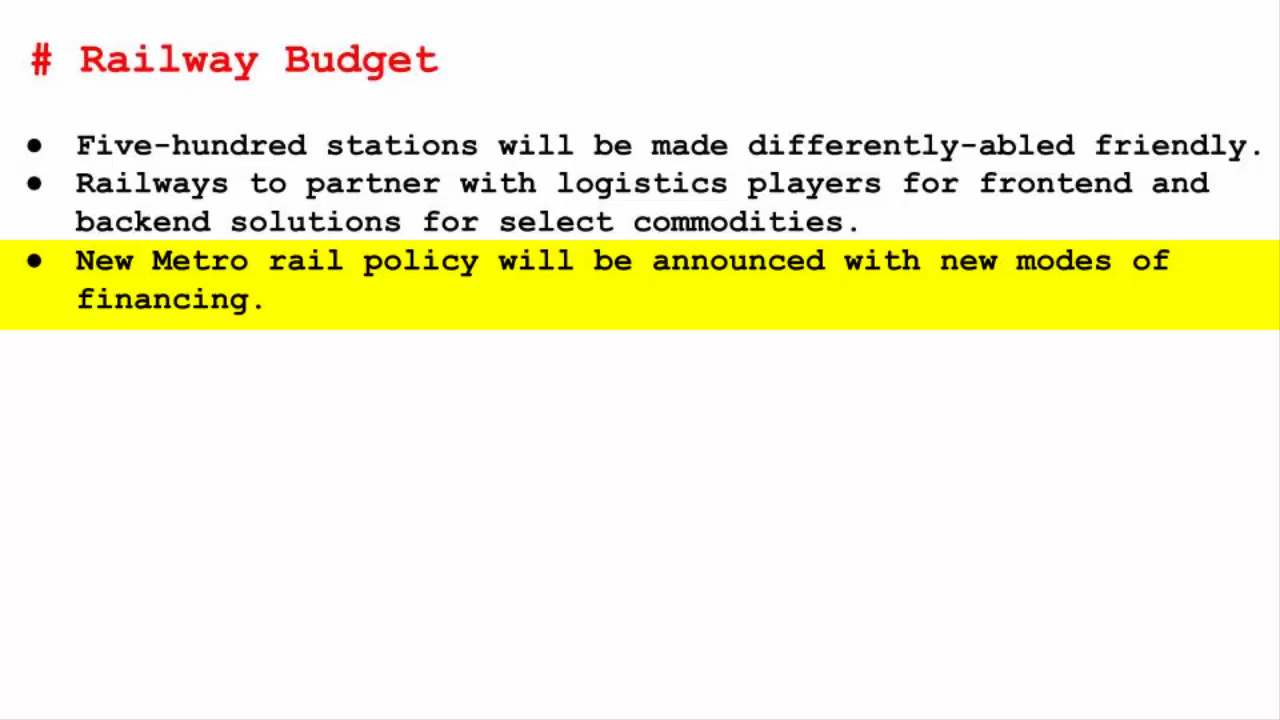 # Railway Budget
● Five-hundred stations will be made differently-abled friendly.
● Railways to partner with logistics players for frontend and
backend solutions for select commodities.
● New Metro rail policy will be announced with new modes of
financing.